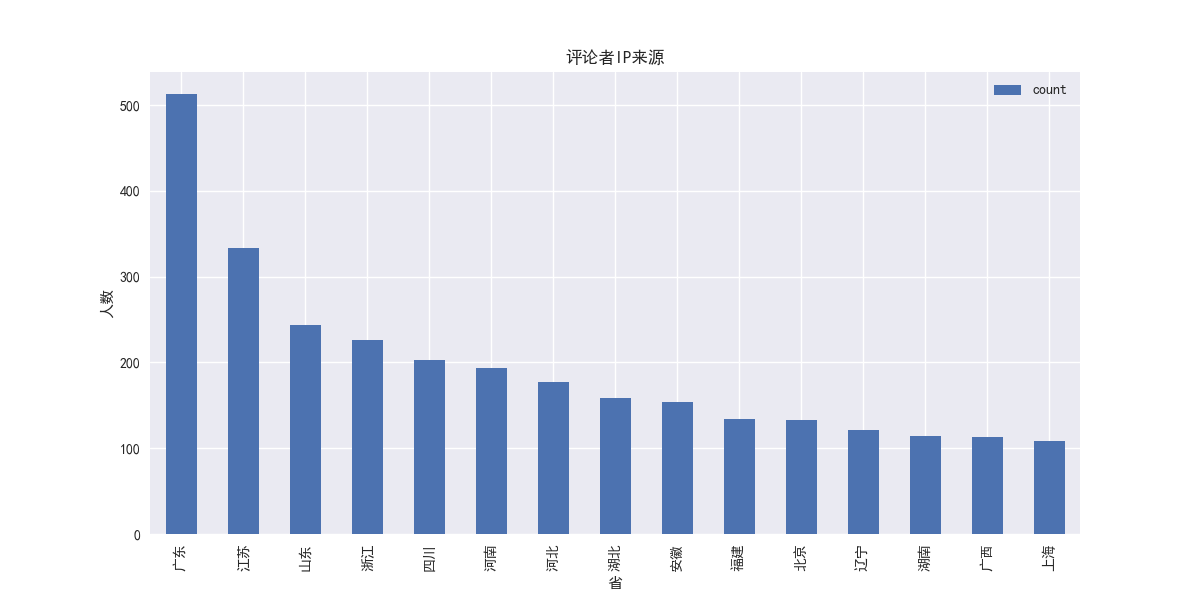 评论者IP来源
count
人数
500
400
300
200
100
0
广东
江苏
山东
浙江
四川
河南
河北
湖北
安徽
福建
北京
辽宁
湖南
广西
上海
省